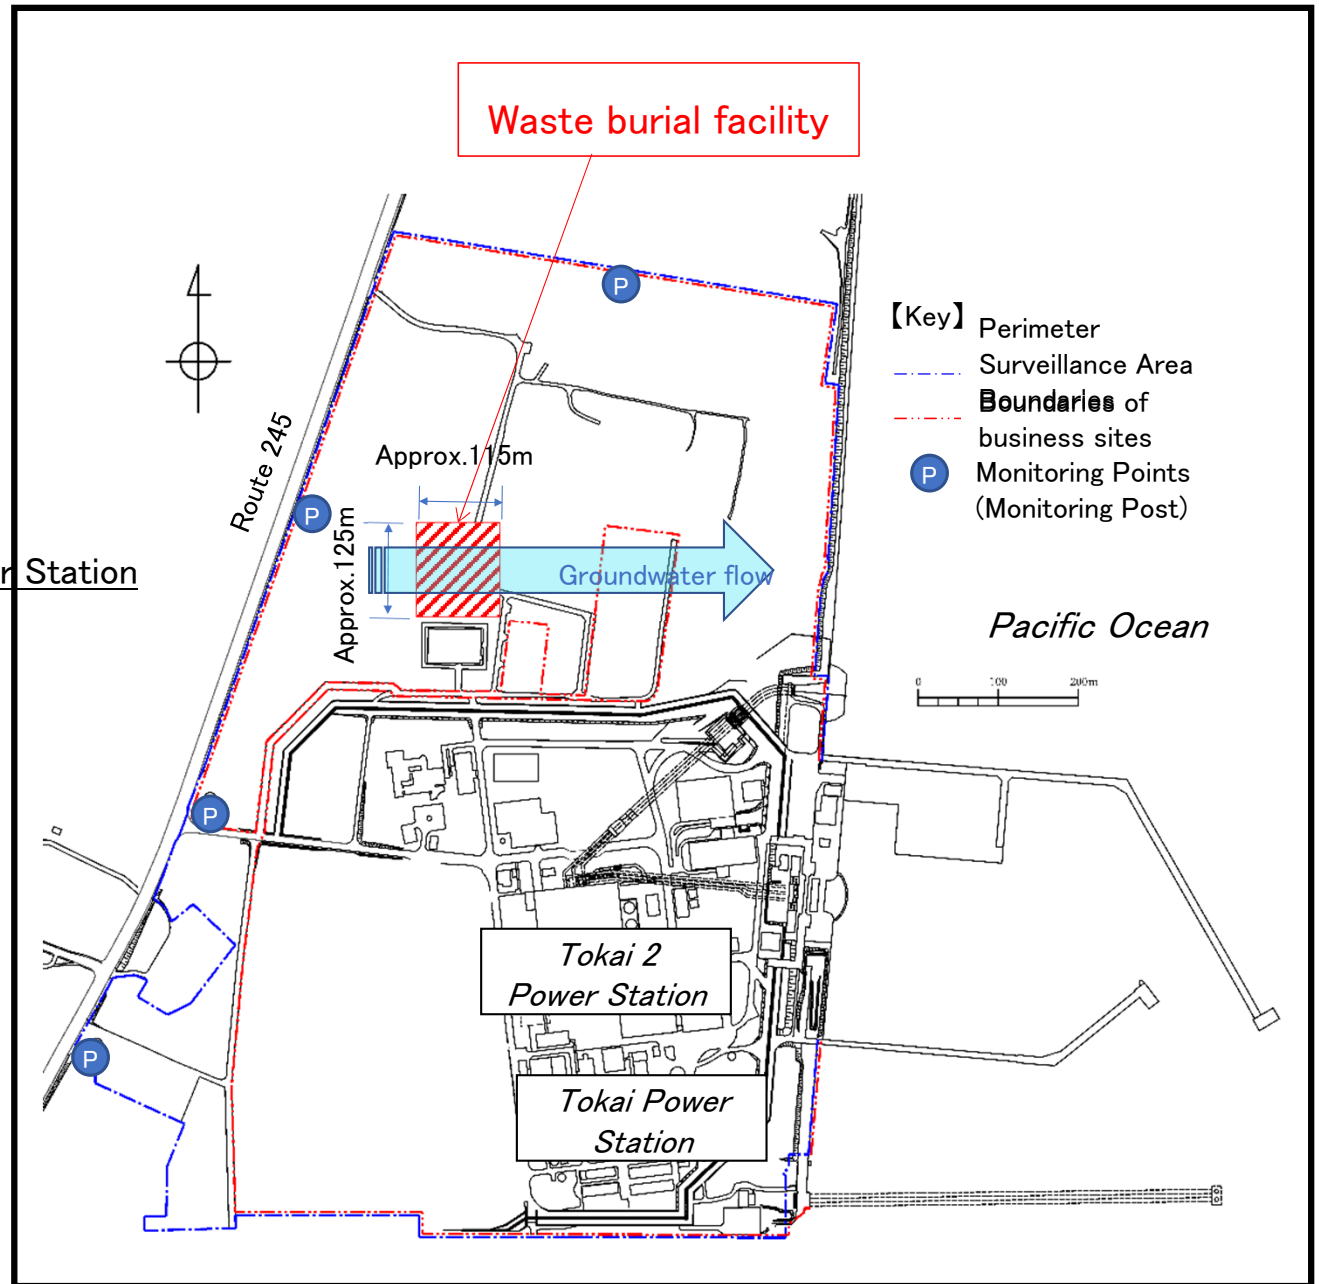 Waste burial facility
P
【Key】
Perimeter
Surveillance Area
Boundaries
Boundaries of
business sites
P
Monitoring Points
(Monitoring Post)
Route 245
Approx.115m
P
Approx.125m
Groundwater flow
r Station
Pacific Ocean
0 100 200m
P
Tokai 2
Power Station
P
Tokai Power
Station